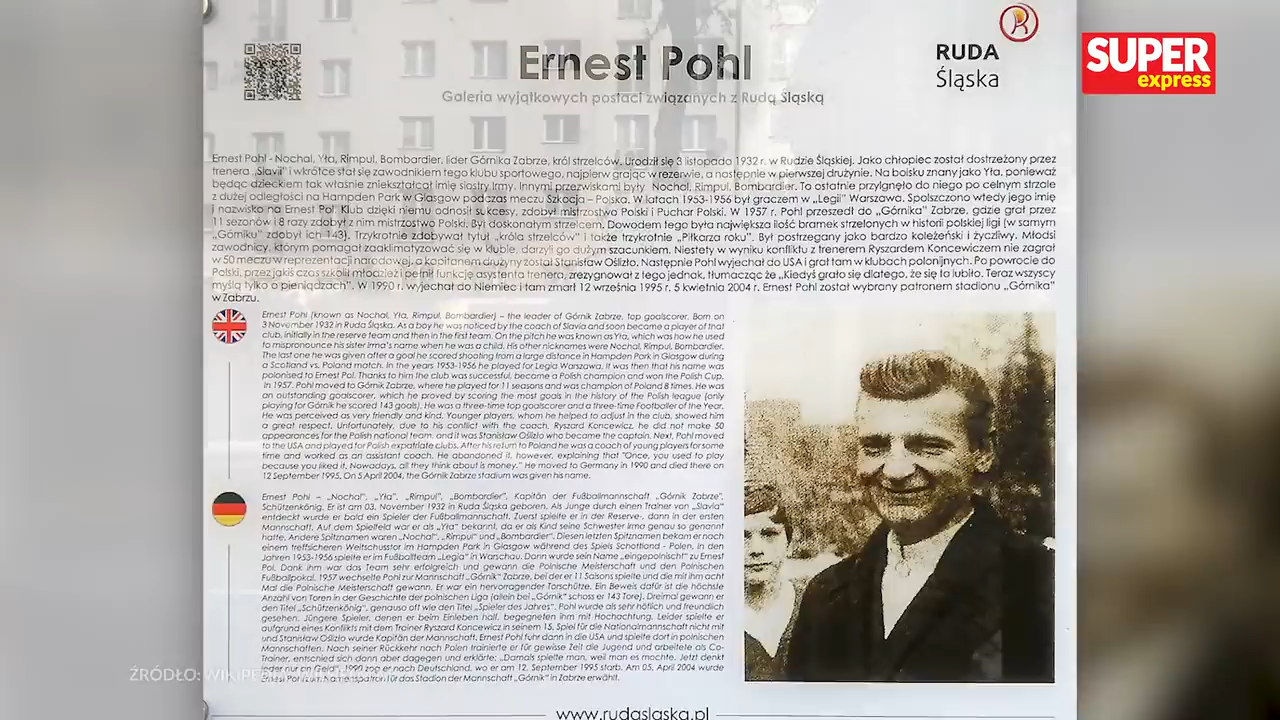 Ernest Pohl
Galeria wyjątkowych postaci związanych z Rudą Śląską
RUDA
Śląska
SUPER
express
Ernest Pohl - Nochal, Yta, Rimpul, Bombardier, lider Górnika Zabrze, król strzelców. Urodził się 3 listopada 1932 r. w Rudzie Śląskiej. Jako chłopiec został dostrzeżony przez
trenera „Slavii" i wkrótce stał się zawodnikiem tego klubu sportowego, najpierw grając w rezerwie, a następnie w pierwszej drużynie. Na boisku znany jako Yta, ponieważ
będąc dzieckiem tak właśnie zniekształcał imię siostry Irmy. Innymi przezwiskami były Nochal, Rimpul, Bombardier. To ostatnie przylgnęło do niego po celnym strzale
z dużej odległości na Hampden Park w Glasgow podczas meczu Szkocja – Polska. W latach 1953-1956 był graczem w „Legii" Warszawa. Spolszczono wtedy jego imię
i nazwisko na Ernest Pol. Klub dzięki niemu odnosił sukcesy, zdobył mistrzostwo Polski i Puchar Polski. W 1957 r. Pohl przeszedł do „Górnika" Zabrze, gdzie grał przez
11 sezonów i 8 razy zdobył z nim mistrzostwo Polski. Był doskonałym strzelcem. Dowodem tego była największa ilość bramek strzelonych w historii polskiej ligi (w samym
„Górniku" zdobył ich 143). Trzykrotnie zdobywał tytuł „króla strzelców" i także trzykrotnie „Piłkarza roku". Był postrzegany jako bardzo koleżeński i życzliwy. Młodsi
zawodnicy, którym pomagał zaaklimatyzować się w klubie, darzyli go dużym szacunkiem. Niestety w wyniku konfliktu z trenerem Ryszardem Koncewiczem nie zagrał
w 50 meczu w reprezentacji narodowej, a kapitanem drużyny został Stanisław Oślizło. Następnie Pohl wyjechał do USA i grał tam w klubach polonijnych. Po powrocie do
Polski, przez jakiś czas szkolił młodzież i pełnił funkcję asystenta trenera, zrezygnował z tego jednak, tłumacząc że „Kiedyś grało się dlatego, że się to lubiło. Teraz wszyscy
myślą tylko o pieniądzach". W 1990 r. wyjechał do Niemiec i tam zmarł 12 września 1995 r. 5 kwietnia 2004 r. Ernest Pohl został wybrany patronem stadionu „Górnika"
w Zabrzu.
Ernest Pohl (known as Nochal, Yta, Rimpul, Bombardier) – the leader of Górnik Zabrze, top goalscorer. Born on
3 November 1932 in Ruda Śląska. As a boy he was noticed by the coach of Slavia and soon became a player of that
club, initially in the reserve team and then in the first team. On the pitch he was known as Yta, which was how he used
to mispronounce his sister Irma's name when he was a child. His other nicknames were Nochal, Rimpul, Bombardier.
The last one he was given after a goal he scored shooting from a large distance in Hampden Park in Glasgow during
a Scotland vs. Poland match. In the years 1953-1956 he played for Legia Warszawa. It was then that his name was
polonised to Ernest Pol. Thanks to him the club was successful, became a Polish champion and won the Polish Cup.
In 1957, Pohl moved to Górnik Zabrze, where he played for 11 seasons and was champion of Poland 8 times. He was
an outstanding goalscorer, which he proved by scoring the most goals in the history of the Polish league (only
playing for Górnik he scored 143 goals). He was a three-time top goalscorer and a three-time Footballer of the Year.
He was perceived as very friendly and kind. Younger players, whom he helped to adjust in the club, showed him
a great respect. Unfortunately, due to his conflict with the coach, Ryszard Koncewicz, he did not make 50
appearances for the Polish national team, and it was Stanisław Oślizło who became the captain. Next, Pohl moved
to the USA and played for Polish expatriate clubs. After his return to Poland he was a coach of young players for some
time and worked as an assistant coach. He abandoned it, however, explaining that "Once, you used to play
because you liked it. Nowadays, all they think about is money." He moved to Germany in 1990 and died there on
12 September 1995. On 5 April 2004, the Górnik Zabrze stadium was given his name.
Ernest Pohl – „Nochal", „Yta", „Rimpul", „Bombardier", Kapitän der Fußballmannschaft „Górnik Zabrze",
Schützenkönig. Er ist am 03. November 1932 in Ruda Śląska geboren. Als Junge durch einen Trainer von „Slavia"
entdeckt wurde er bald ein Spieler der Fußballmannschaft. Zuerst spielte er in der Reserve-, dann in der ersten
Mannschaft. Auf dem Spielfeld war er als „Yta" bekannt, da er als Kind seine Schwester Irma genau so genannt
hatte. Andere Spitznamen waren „Nochal", „Rimpul" und „Bombardier". Diesen letzten Spitznamen bekam er nach
einem treffsicheren Weitschusstor im Hampden Park in Glasgow während des Spiels Schottland - Polen. In den
Jahren 1953-1956 spielte er im Fußballteam „Legia" in Warschau. Dann wurde sein Name „eingepolnischt" zu Ernest
Pol. Dank ihm war das Team sehr erfolgreich und gewann die Polnische Meisterschaft und den Polnischen
Fußballpokal. 1957 wechselte Pohl zur Mannschaft „Górnik" Zabrze, bei der er 11 Saisons spielte und die mit ihm acht
Mal die Polnische Meisterschaft gewann. Er war ein hervorragender Torschütze. Ein Beweis dafür ist die höchste
Anzahl von Toren in der Geschichte der polnischen Liga (allein bei „Górnik" schoss er 143 Tore). Dreimal gewann er
den Titel „Schützenkönig", genauso oft wie den Titel „Spieler des Jahres". Pohl wurde als sehr höflich und freundlich
gesehen. Jüngere Spieler, denen er beim Einleben half, begegneten ihm mit Hochachtung. Leider spielte er
aufgrund eines Konflikts mit dem Trainer Ryszard Koncewicz in seinem 15. Spiel für die Nationalmannschaft nicht mit
und Stanisław Oślizło wurde Kapitän der Mannschaft. Ernest Pohl fuhr dann in die USA und spielte dort in polnischen
Mannschaften. Nach seiner Rückkehr nach Polen trainierte er für gewisse Zeit die Jugend und arbeitete als Co-
Trainer, entschied sich dann aber dagegen und erklärte: „Damals spielte man, weil man es mochte. Jetzt denkt
jeder nur an Geld". 1990 zog er nach Deutschland, wo er am 12. September 1995 starb. Am 05. April 2004 wurde
Ernest Pohl zum Namenspatron für das Stadion der Mannschaft „Górnik" in Zabrze erwählt.
ŹRÓDŁO:
www.rudaslaska.pl